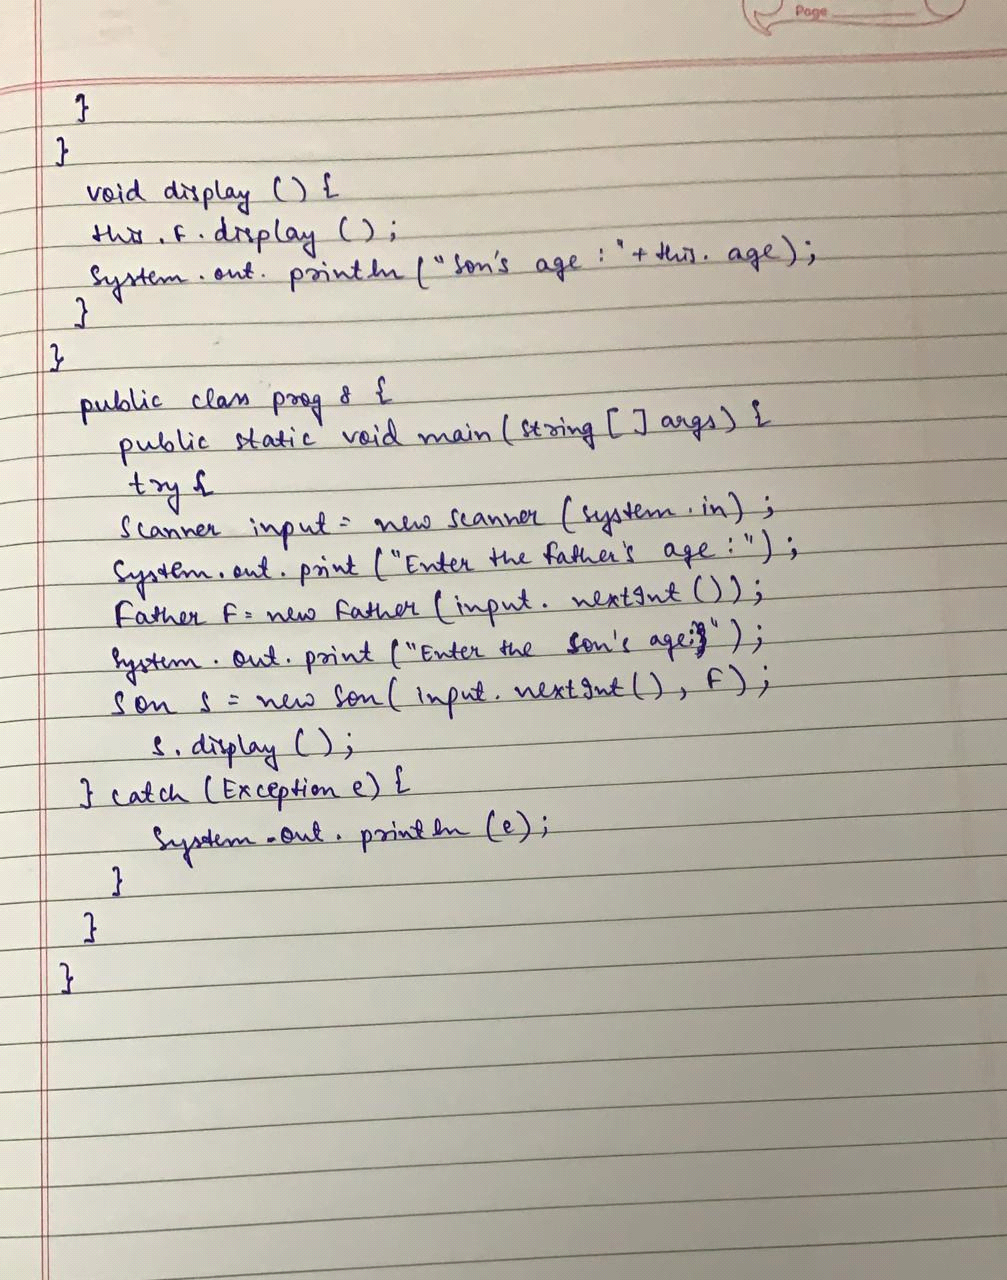 Page
}
}
void display () {
this.F.display ();
System.out.println ("Son's age : "+ this.age);
}
}
public class prog 8 {
public static void main (String [] args) {
try {
Scanner input = new Scanner (System.in);
System.out.print ("Enter the father's age : ");
Father F = new Father (input.nextInt ());
System.out.print ("Enter the son's age: ");
Son s = new Son (input.nextInt (), F);
s.display ();
} catch (Exception e) {
System.out.println (e);
}
}
}